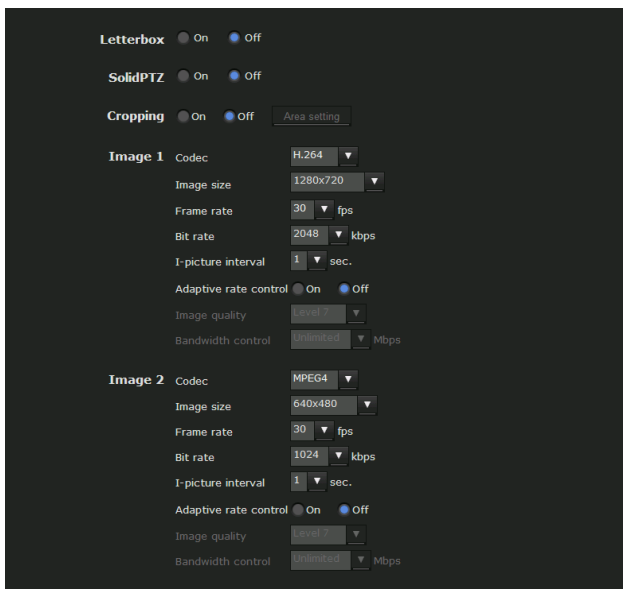 Letterbox On Off
SolidPTZ On Off
Cropping On Off Area setting
Image 1 Codec H.264
Image size 1280x720
Frame rate 30 fps
Bit rate 2048 kbps
I-picture interval 1 sec.
Adaptive rate control On Off
Image quality Level 7
Bandwidth control Unlimited Mbps
Image 2 Codec MPEG4
Image size 640x480
Frame rate 30 fps
Bit rate 1024 kbps
I-picture interval 1 sec.
Adaptive rate control On Off
Image quality Level 7
Bandwidth control Unlimited Mbps